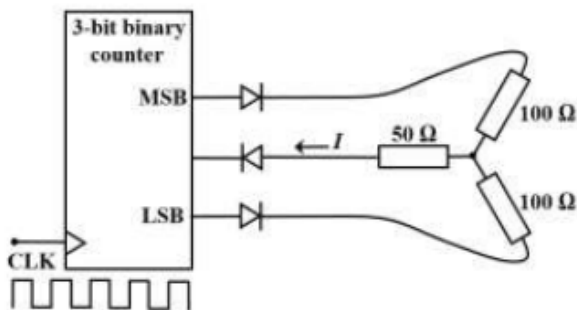 3-bit binary
counter
MSB
100 Ω
50 Ω
I
100 Ω
LSB
CLK